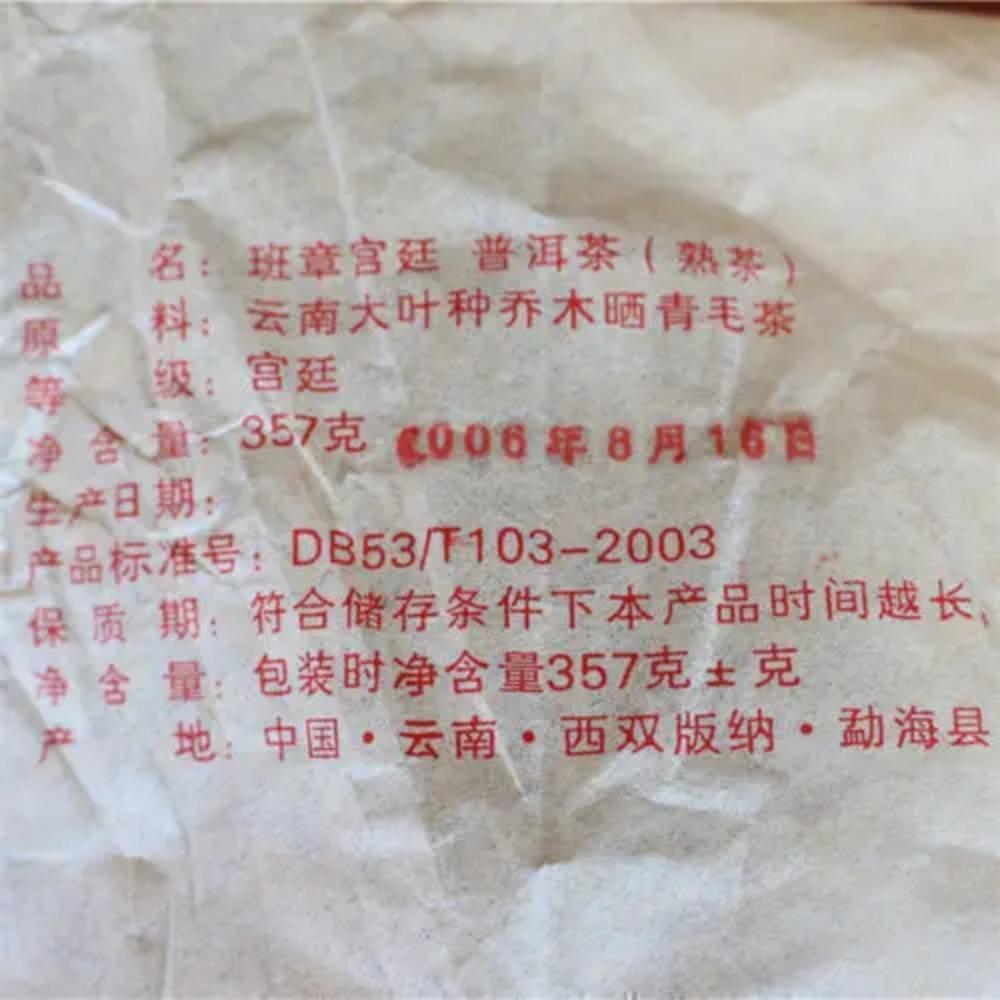 品名：班章宫廷 普洱茶（熟茶）
原料：云南大叶种乔木晒青毛茶
等级：宫廷
净含量：357克
2006年8月16日
生产日期：
产品标准号：DB53/T103-2003
保质期：符合储存条件下本产品时间越长，
净含量：包装时净含量357克±克
产地：中国·云南·西双版纳·勐海县